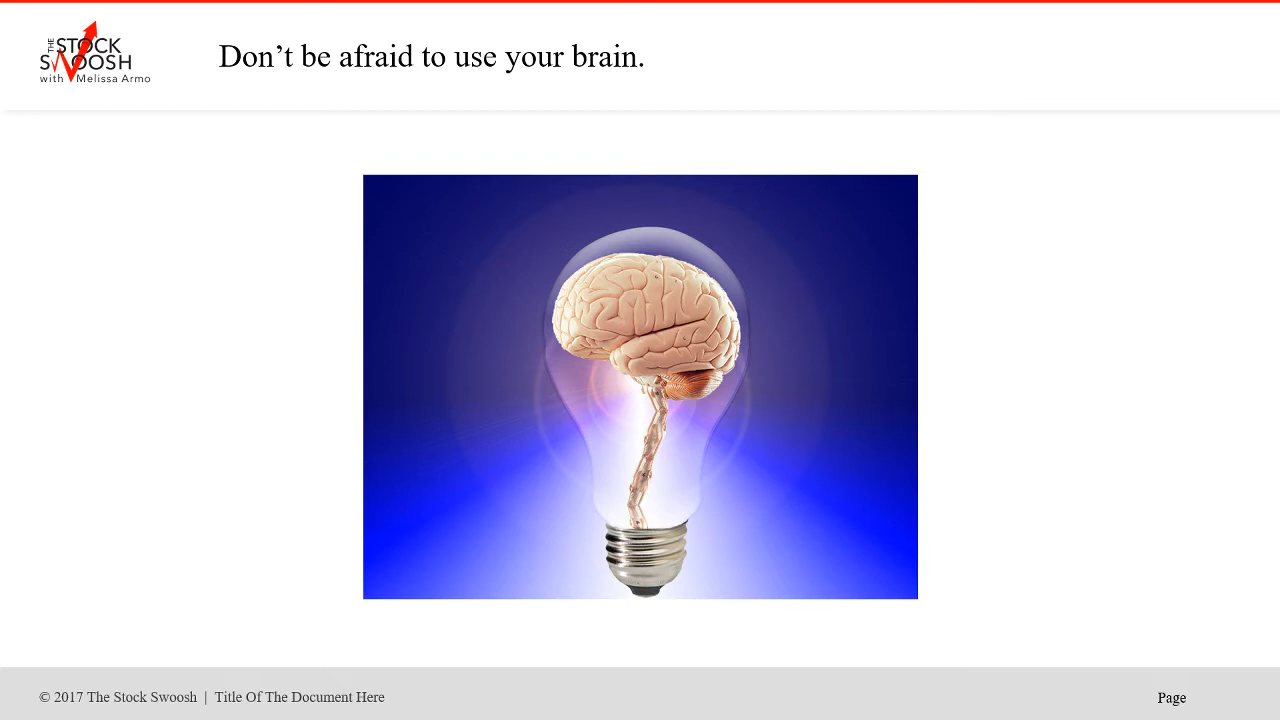 THE
STOCK
SWOOSH
with Melissa Armo
Don’t be afraid to use your brain.
© 2017 The Stock Swoosh | Title Of The Document Here
Page